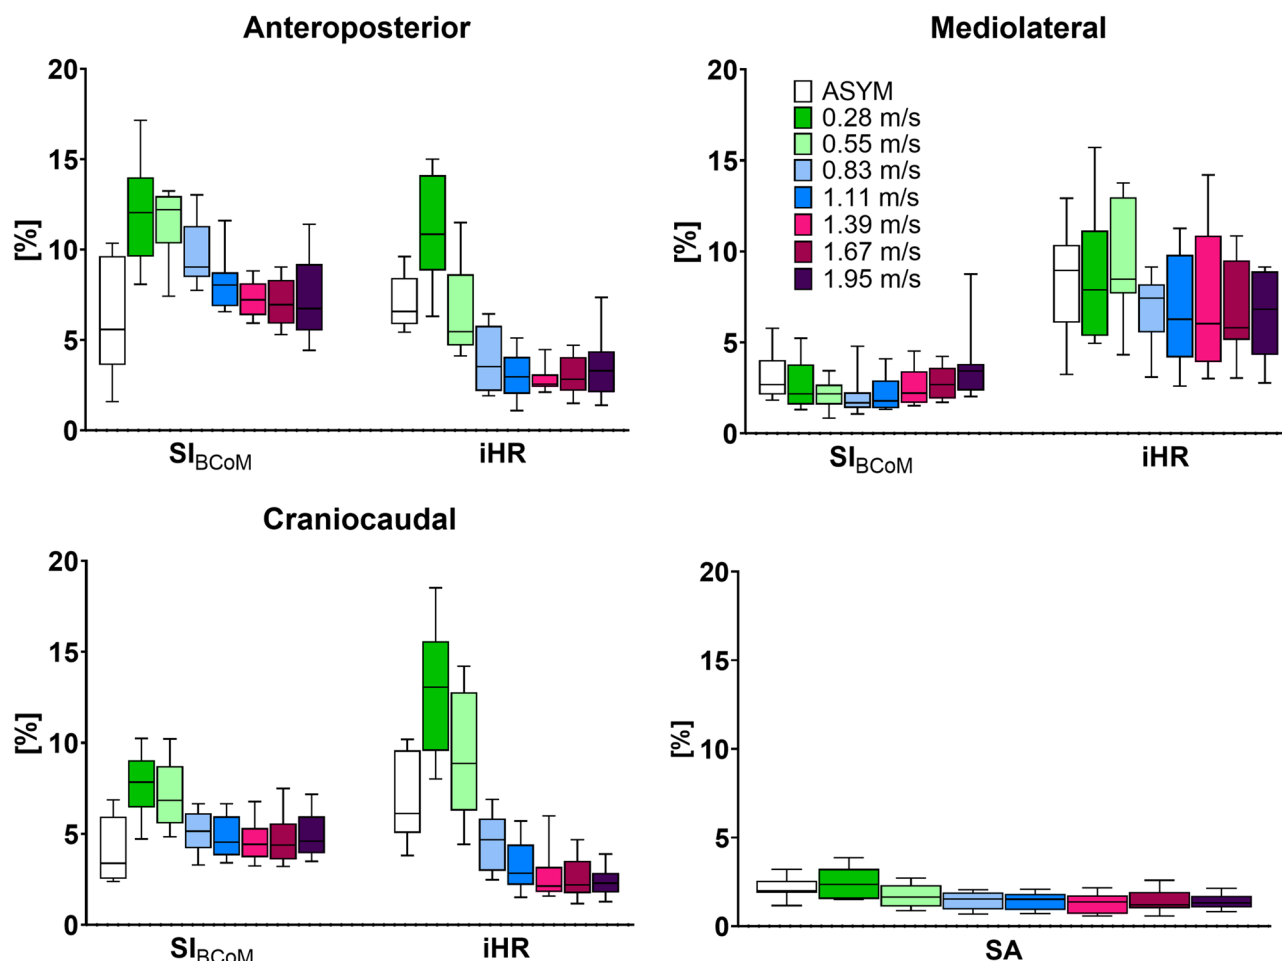 Anteroposterior
20
15
10
5
0
[%]
SIBCoM
iHR
Mediolateral
20
15
10
5
0
[%]
ASYM
0.28 m/s
0.55 m/s
0.83 m/s
1.11 m/s
1.39 m/s
1.67 m/s
1.95 m/s
SIBCoM
iHR
Craniocaudal
20
15
10
5
0
[%]
SIBCoM
iHR
20
15
10
5
0
[%]
SA